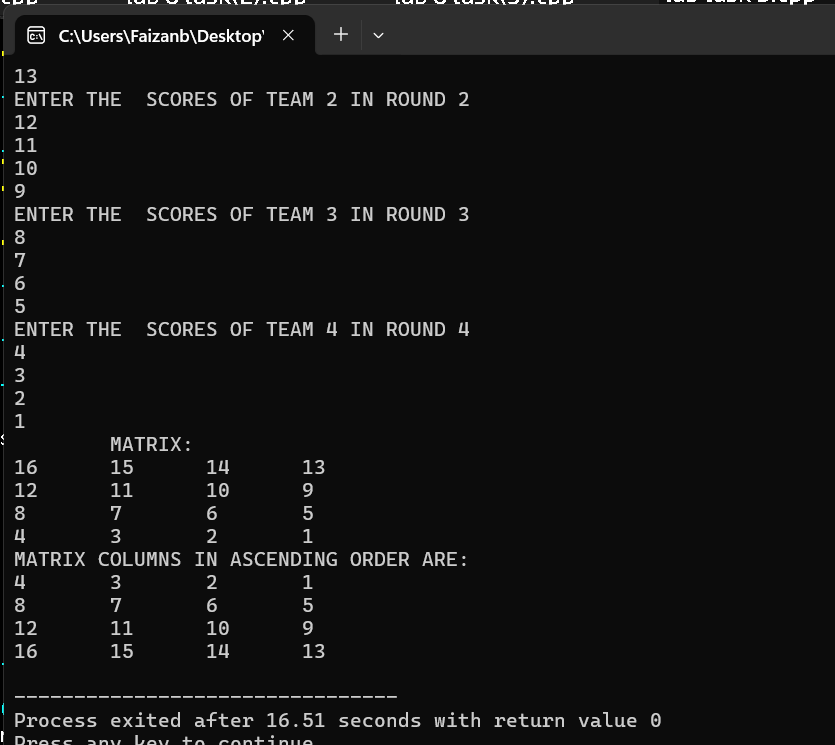 C:\Users\Faizanb\Desktop'
13
ENTER THE  SCORES OF TEAM 2 IN ROUND 2
12
11
10
9
ENTER THE  SCORES OF TEAM 3 IN ROUND 3
8
7
6
5
ENTER THE  SCORES OF TEAM 4 IN ROUND 4
4
3
2
1
        MATRIX:
16      15      14      13
12      11      10      9
8       7       6       5
4       3       2       1
MATRIX COLUMNS IN ASCENDING ORDER ARE:
4       3       2       1
8       7       6       5
12      11      10      9
16      15      14      13
--------------------------------
Process exited after 16.51 seconds with return value 0
Press any key to continue